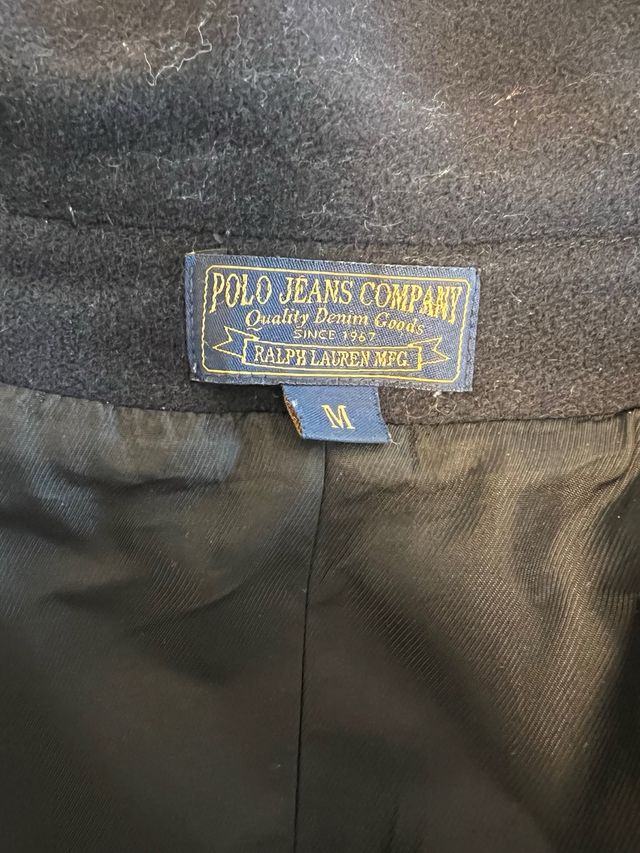 POLO JEANS COMPANY
Quality Denim Goods
SINCE 1967
RALPH LAUREN MFG.
M